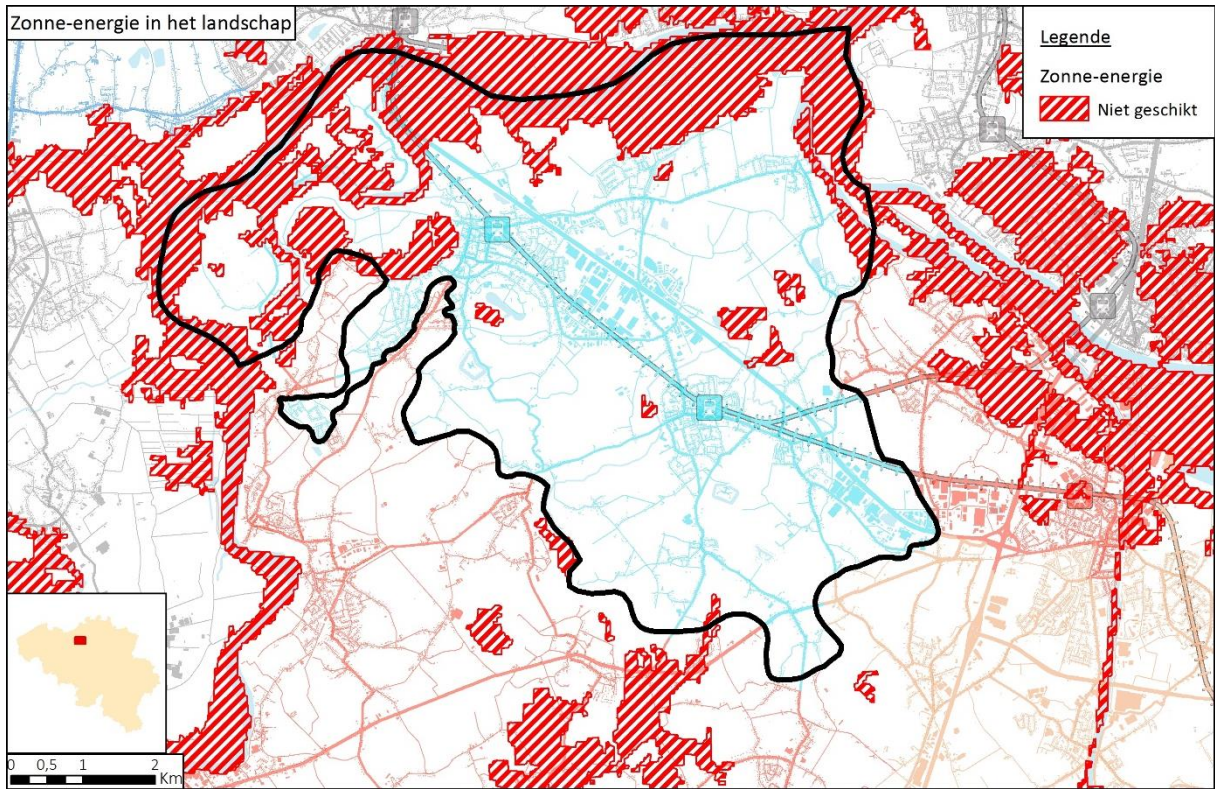 Zonne-energie in het landschap
Legende
Zonne-energie
Niet geschikt
0 0,5 1 2
Km